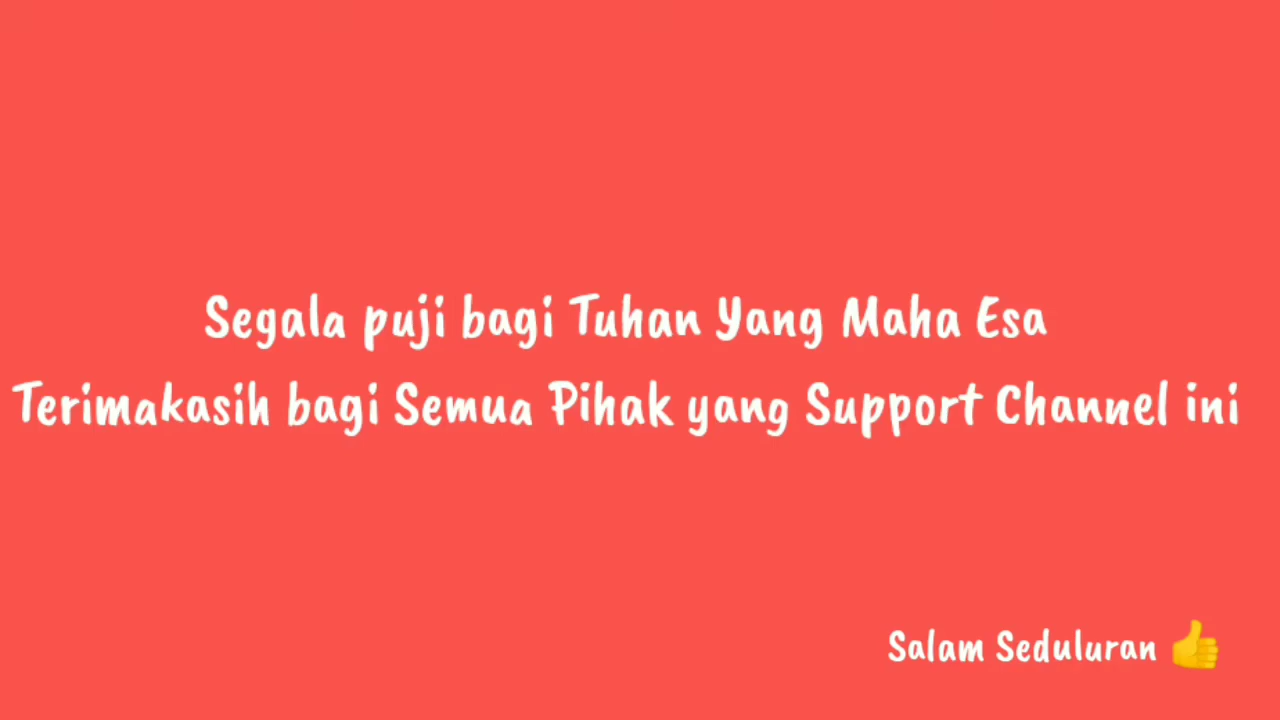 Segala puji bagi Tuhan Yang Maha Esa
Terimakasih bagi Semua Pihak yang Support Channel ini
Salam Seduluran 👍